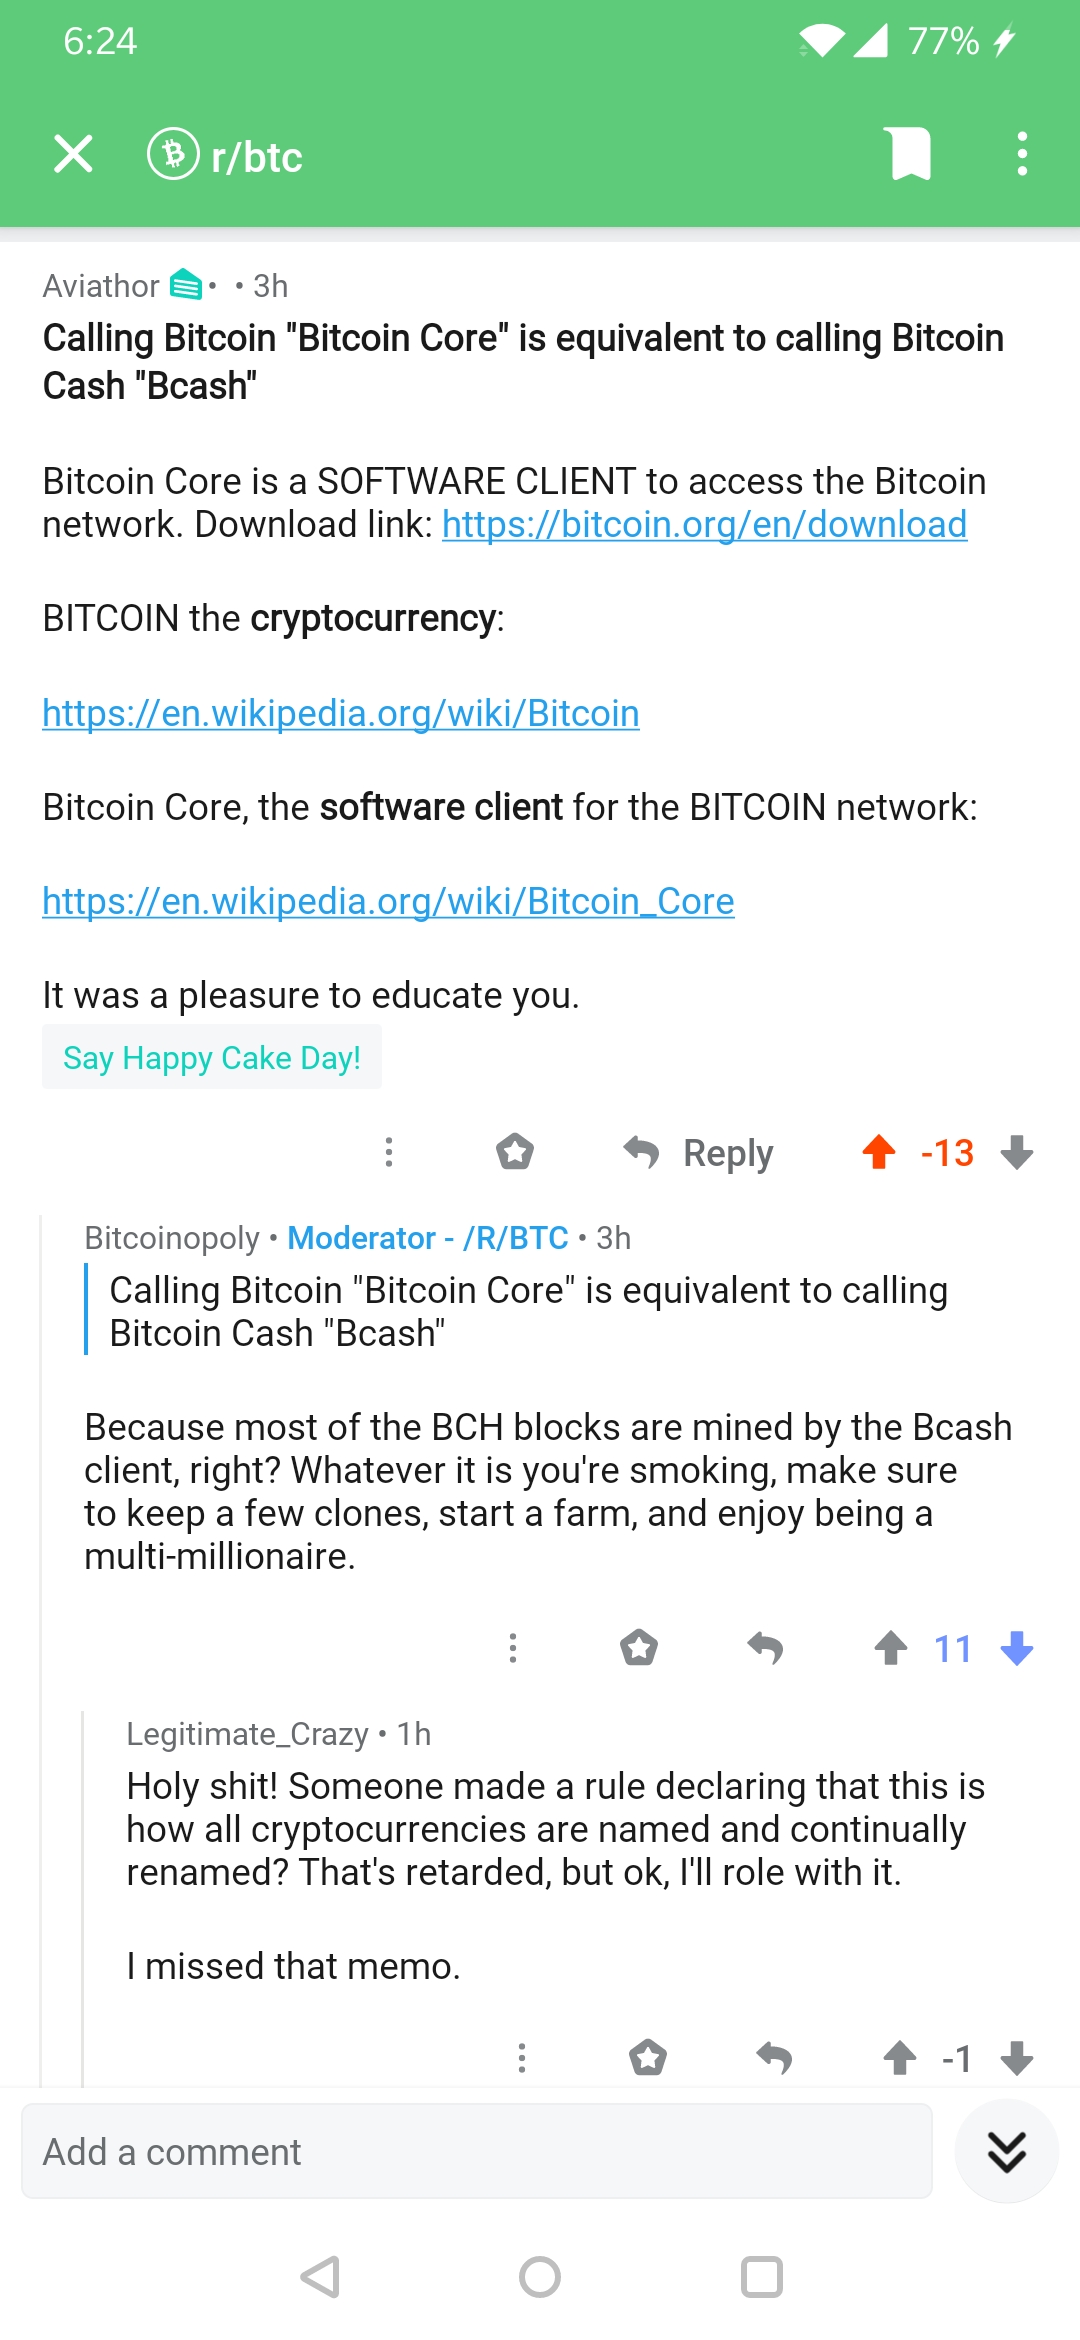 6:24
77%
r/btc
Aviathor • • 3h
Calling Bitcoin "Bitcoin Core" is equivalent to calling Bitcoin
Cash "Bcash"
Bitcoin Core is a SOFTWARE CLIENT to access the Bitcoin
network. Download link: https://bitcoin.org/en/download
BITCOIN the cryptocurrency:
https://en.wikipedia.org/wiki/Bitcoin
Bitcoin Core, the software client for the BITCOIN network:
https://en.wikipedia.org/wiki/Bitcoin_Core
It was a pleasure to educate you.
Say Happy Cake Day!
Reply -13
Bitcoinopoly • Moderator - /R/BTC • 3h
Calling Bitcoin "Bitcoin Core" is equivalent to calling
Bitcoin Cash "Bcash"
Because most of the BCH blocks are mined by the Bcash
client, right? Whatever it is you're smoking, make sure
to keep a few clones, start a farm, and enjoy being a
multi-millionaire.
11
Legitimate_Crazy • 1h
Holy shit! Someone made a rule declaring that this is
how all cryptocurrencies are named and continually
renamed? That's retarded, but ok, I'll role with it.
I missed that memo.
-1
Add a comment